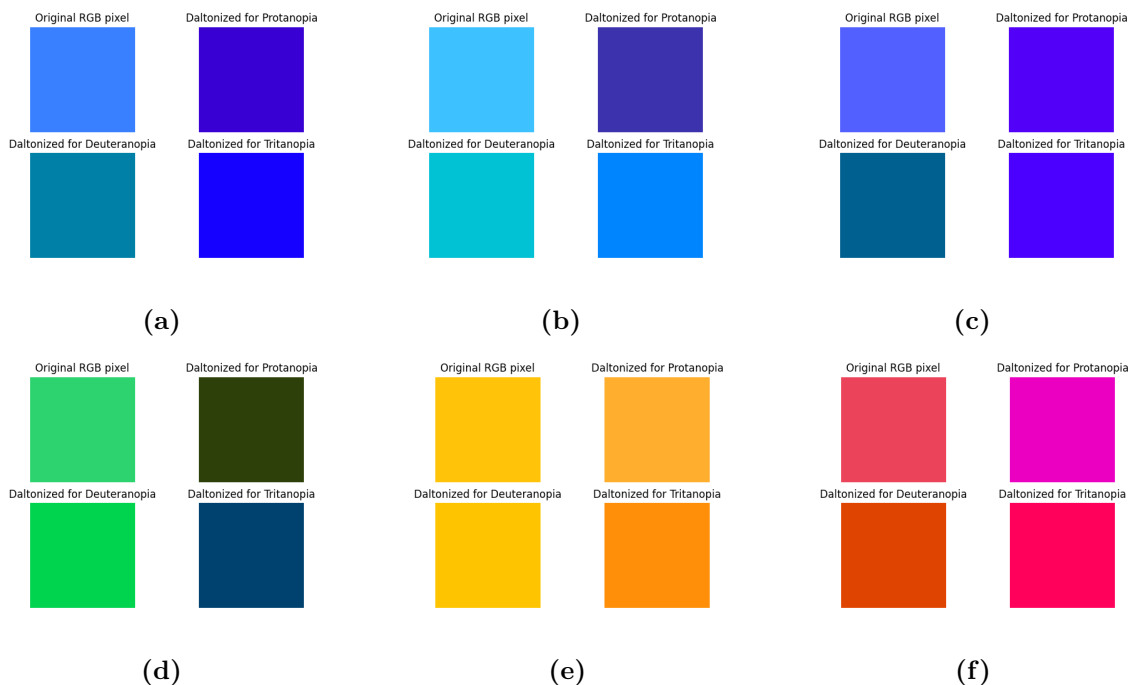 Original RGB pixel
Daltonized for Protanopia
Daltonized for Deuteranopia
Daltonized for Tritanopia
(a)
Original RGB pixel
Daltonized for Protanopia
Daltonized for Deuteranopia
Daltonized for Tritanopia
(b)
Original RGB pixel
Daltonized for Protanopia
Daltonized for Deuteranopia
Daltonized for Tritanopia
(c)
Original RGB pixel
Daltonized for Protanopia
Daltonized for Deuteranopia
Daltonized for Tritanopia
(d)
Original RGB pixel
Daltonized for Protanopia
Daltonized for Deuteranopia
Daltonized for Tritanopia
(e)
Original RGB pixel
Daltonized for Protanopia
Daltonized for Deuteranopia
Daltonized for Tritanopia
(f)